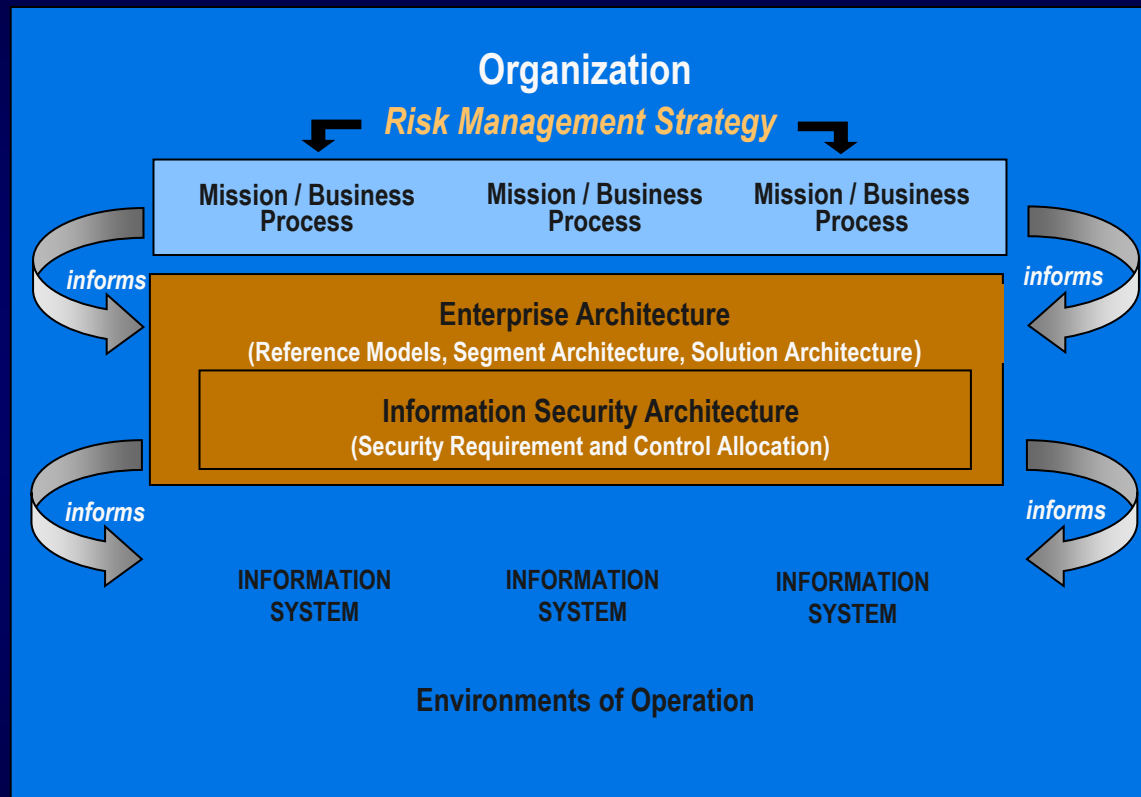 Organization
Risk Management Strategy
Mission / Business
Process
Mission / Business
Process
Mission / Business
Process
informs
informs
Enterprise Architecture
(Reference Models, Segment Architecture, Solution Architecture)
Information Security Architecture
(Security Requirement and Control Allocation)
informs
informs
INFORMATION
SYSTEM
INFORMATION
SYSTEM
INFORMATION
SYSTEM
Environments of Operation